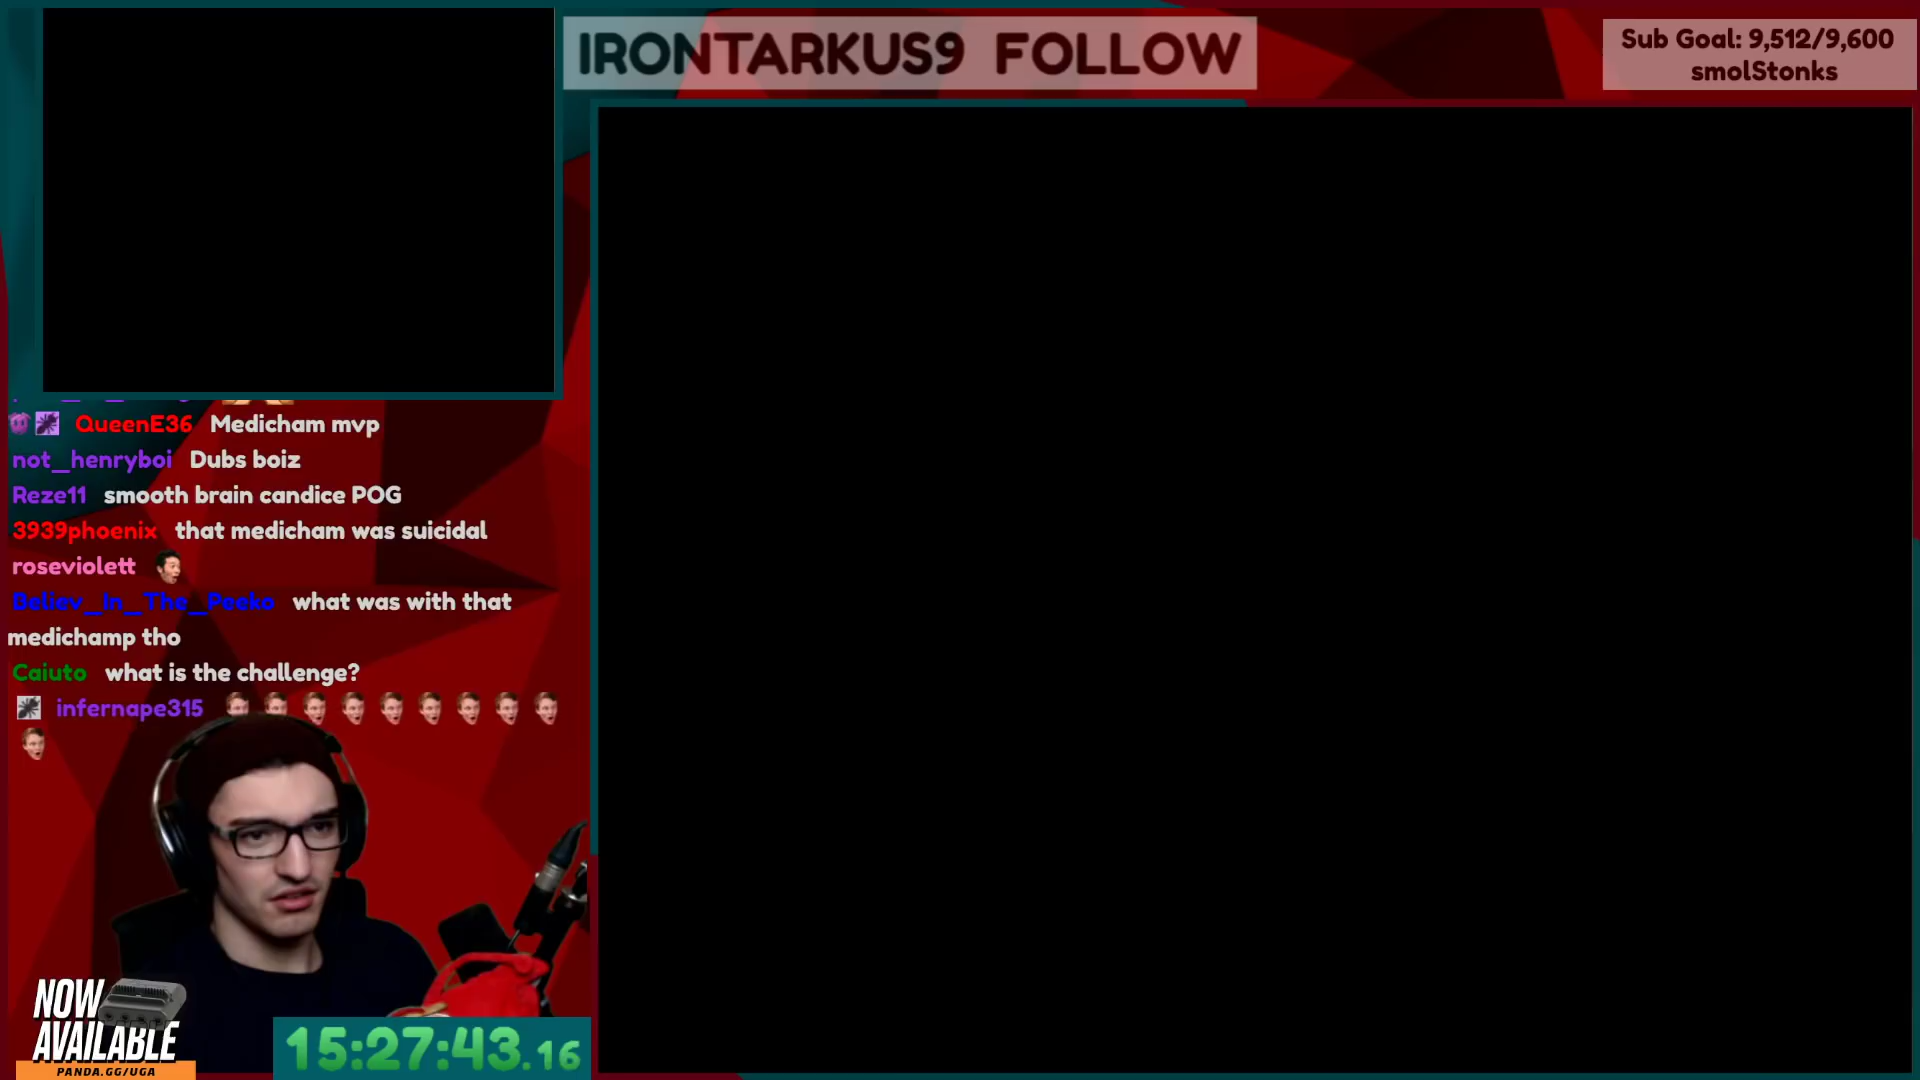 IRONTARKUS9 FOLLOW
Sub Goal: 9,512/9,600
smolStonks
QueenE36 Medicham mvp
not_henryboi Dubs boiz
Reze11 smooth brain candice POG
3939phoenix that medicham was suicidal
roseviolett
Believ_In_The_Peeko what was with that
medichamp tho
Caiuto what is the challenge?
infernape315
NOW
AVAILABLE
PANDA.GG/UGA
15:27:43.16